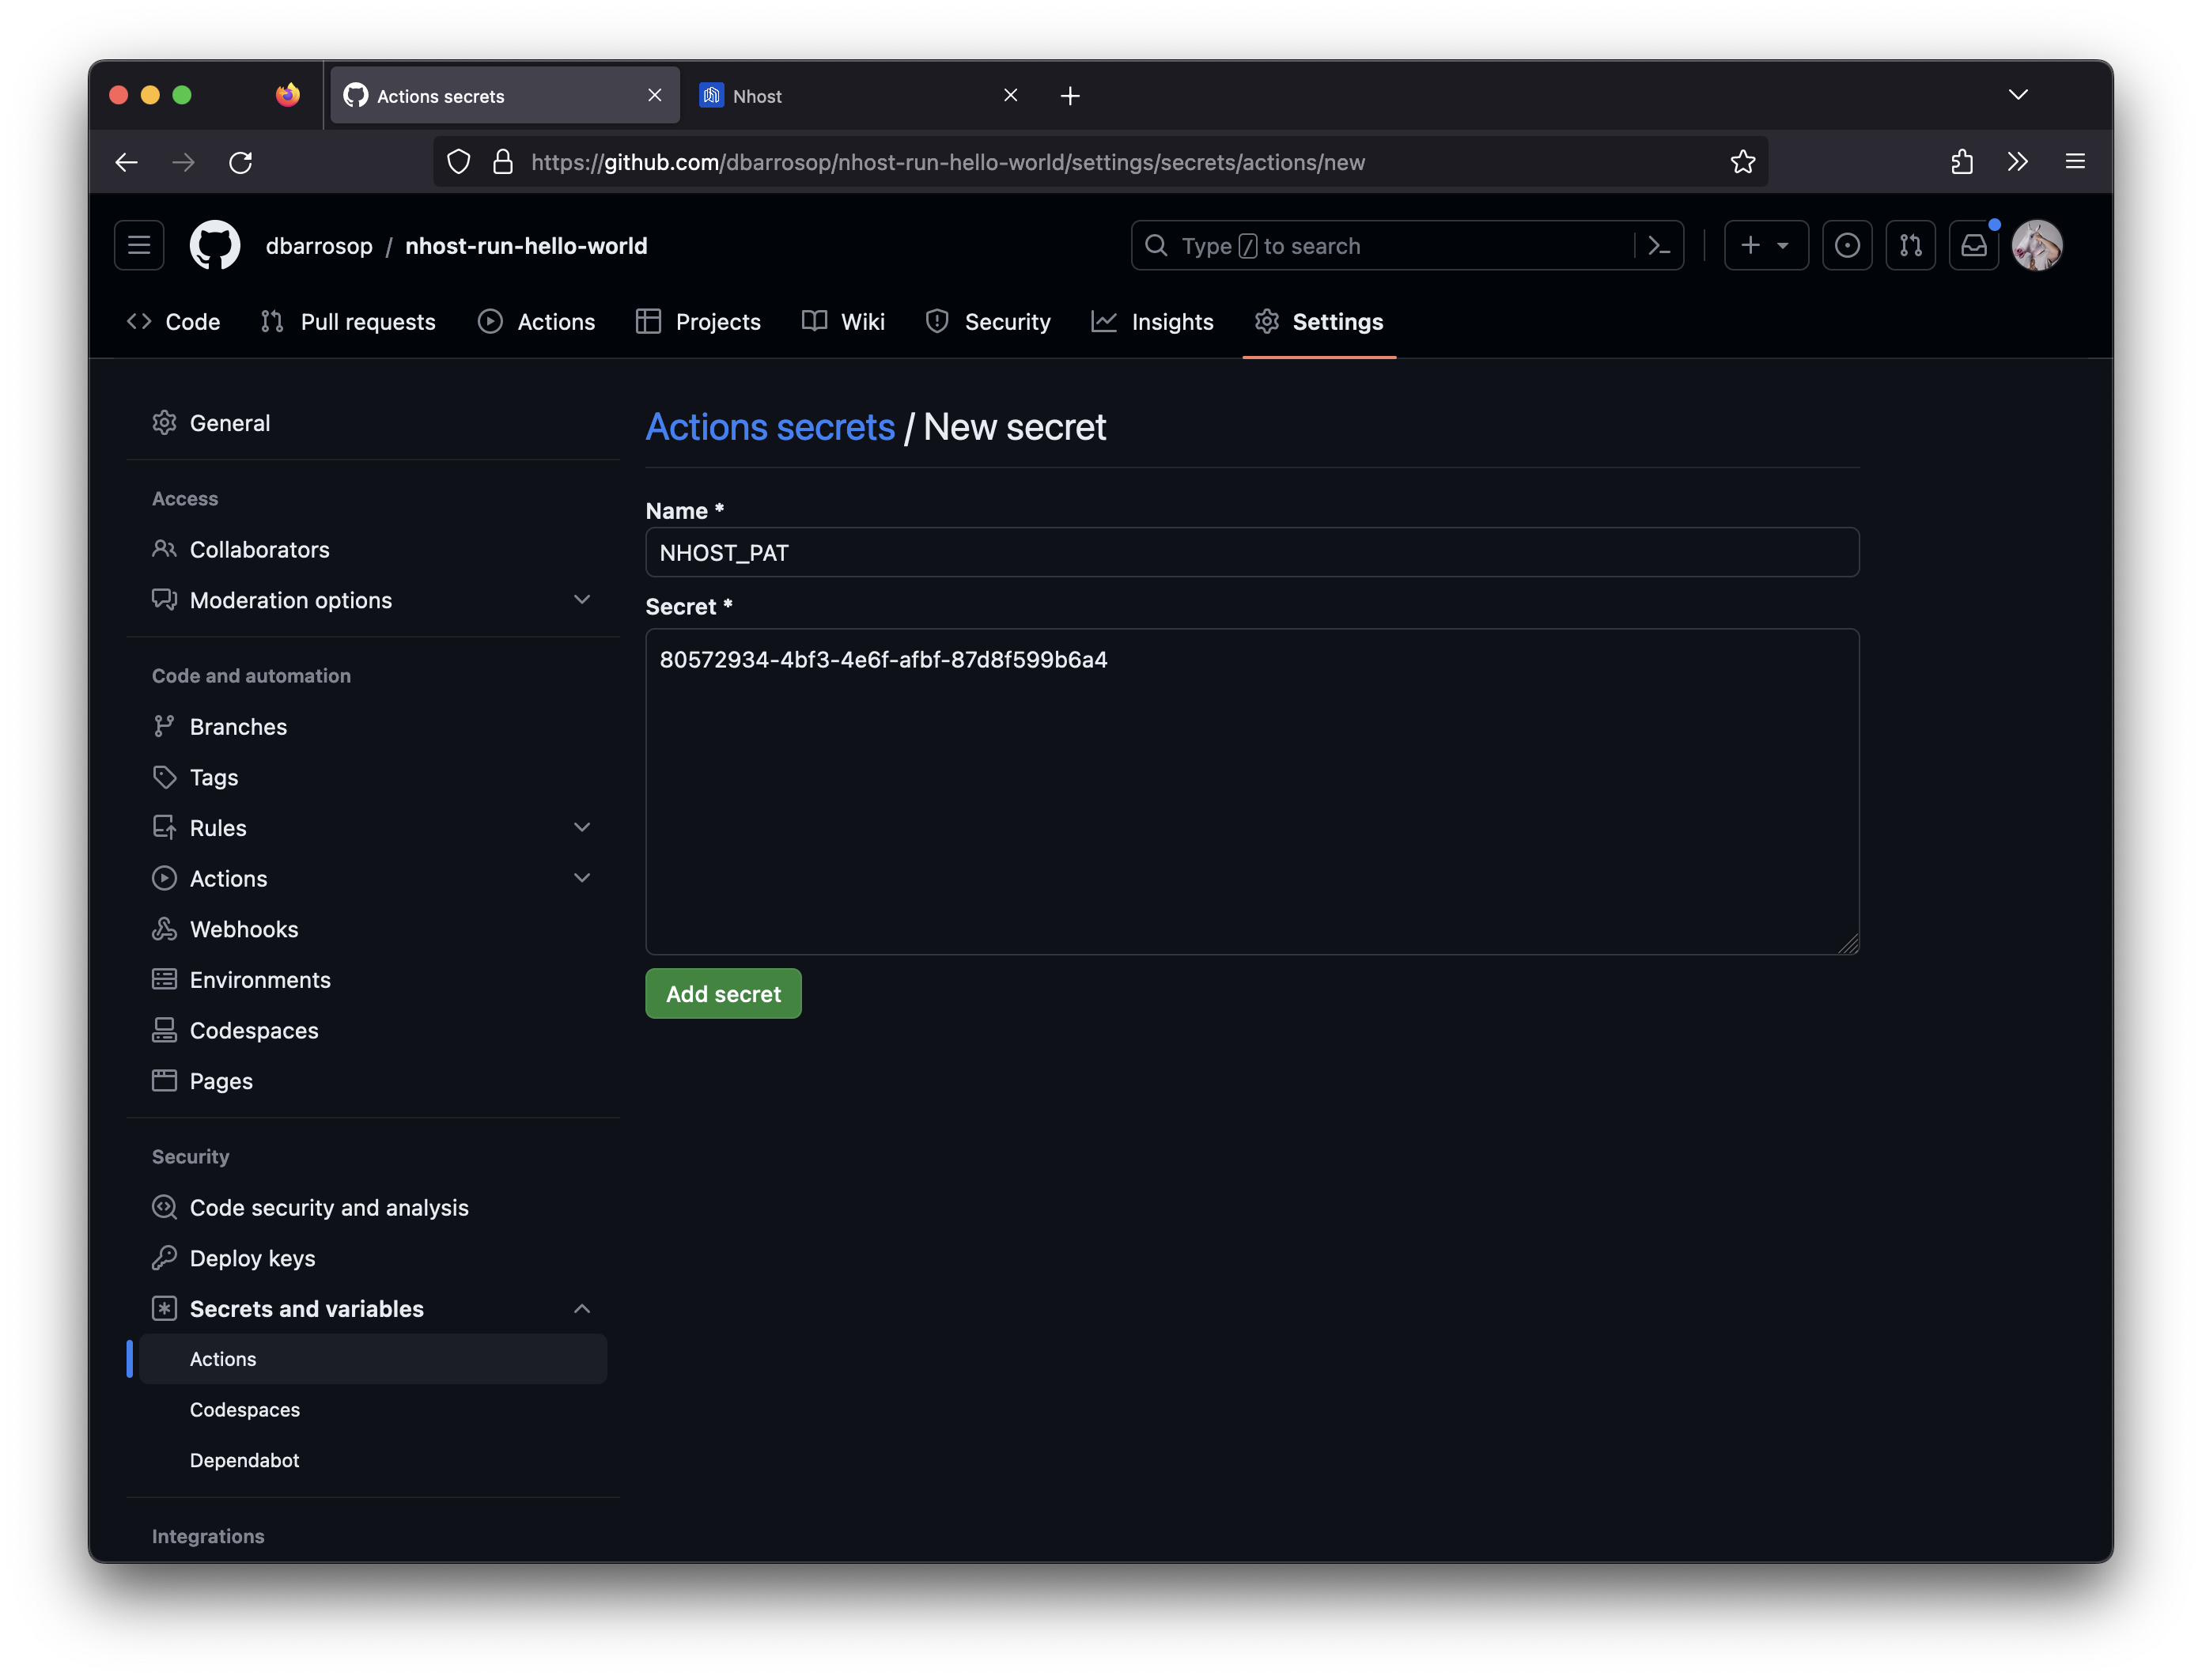 Actions secrets
Nhost
https://github.com/dbarrosop/nhost-run-hello-world/settings/secrets/actions/new
dbarrosop / nhost-run-hello-world
Type / to search
Code
Pull requests
Actions
Projects
Wiki
Security
Insights
Settings
General
Access
Collaborators
Moderation options
Code and automation
Branches
Tags
Rules
Actions
Webhooks
Environments
Codespaces
Pages
Security
Code security and analysis
Deploy keys
Secrets and variables
Actions
Codespaces
Dependabot
Integrations
Actions secrets / New secret
Name *
NHOST_PAT
Secret *
80572934-4bf3-4e6f-afbf-87d8f599b6a4
Add secret